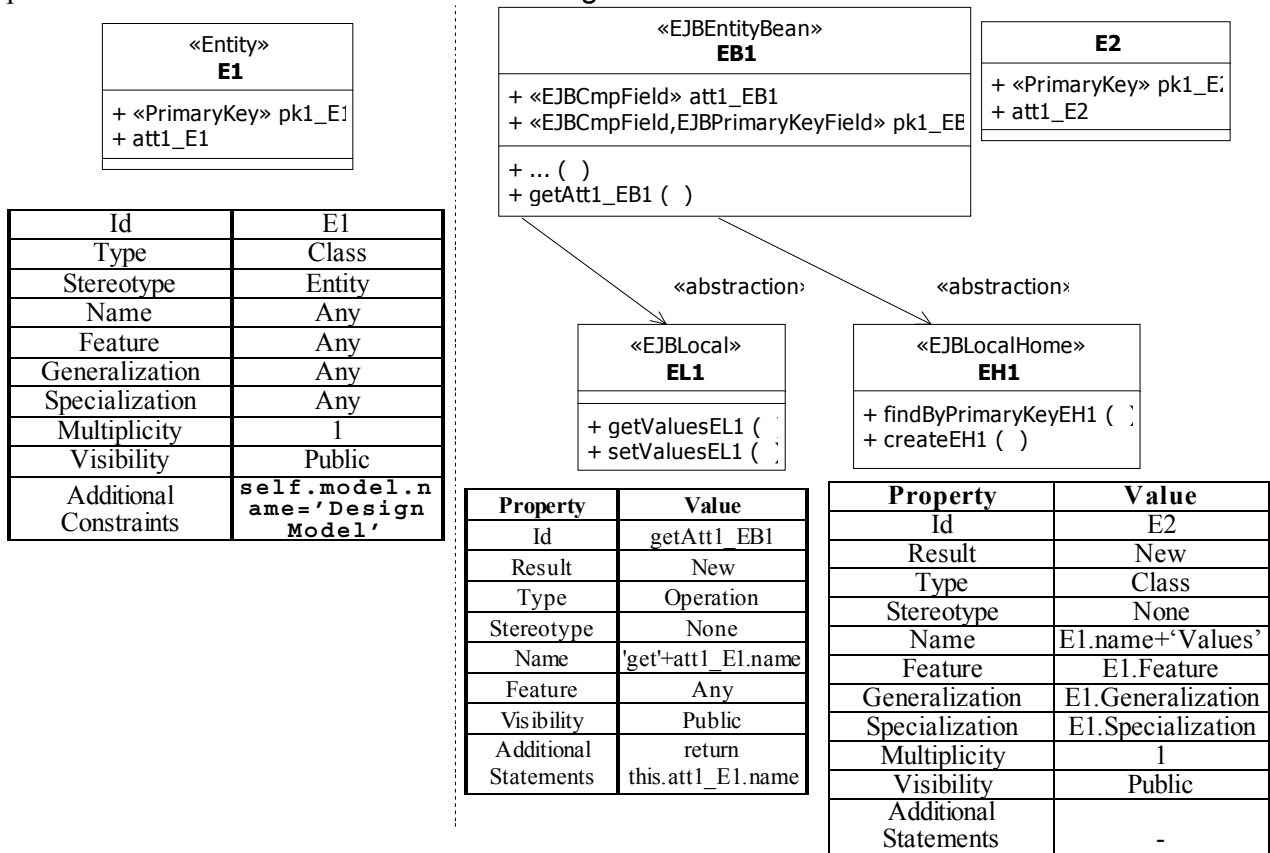 «Entity»
E1
+ «PrimaryKey» pk1_E1
+ att1_E1
Id E1
Type Class
Stereotype Entity
Name Any
Feature Any
Generalization Any
Specialization Any
Multiplicity 1
Visibility Public
Additional Constraints self.model.n
ame='Design
Model'
«EJBEntityBean»
EB1
+ «EJBCmpField» att1_EB1
+ «EJBCmpField,EJBPrimaryKeyField» pk1_EB
+ ... ( )
+ getAtt1_EB1 ( )
E2
+ «PrimaryKey» pk1_E
+ att1_E2
«abstraction»
«abstraction»
«EJBLocal»
EL1
+ getValuesEL1 (
+ setValuesEL1 (
«EJBLocalHome»
EH1
+ findByPrimaryKeyEH1 (
+ createEH1 ( )
Property Value
Id getAtt1_EB1
Result New
Type Operation
Stereotype None
Name 'get'+att1_E1.name
Feature Any
Visibility Public
Additional return
Statements this.att1_E1.name
Property Value
Id E2
Result New
Type Class
Stereotype None
Name E1.name+‘Values’
Feature E1.Feature
Generalization E1.Generalization
Specialization E1.Specialization
Multiplicity 1
Visibility Public
Additional
Statements -